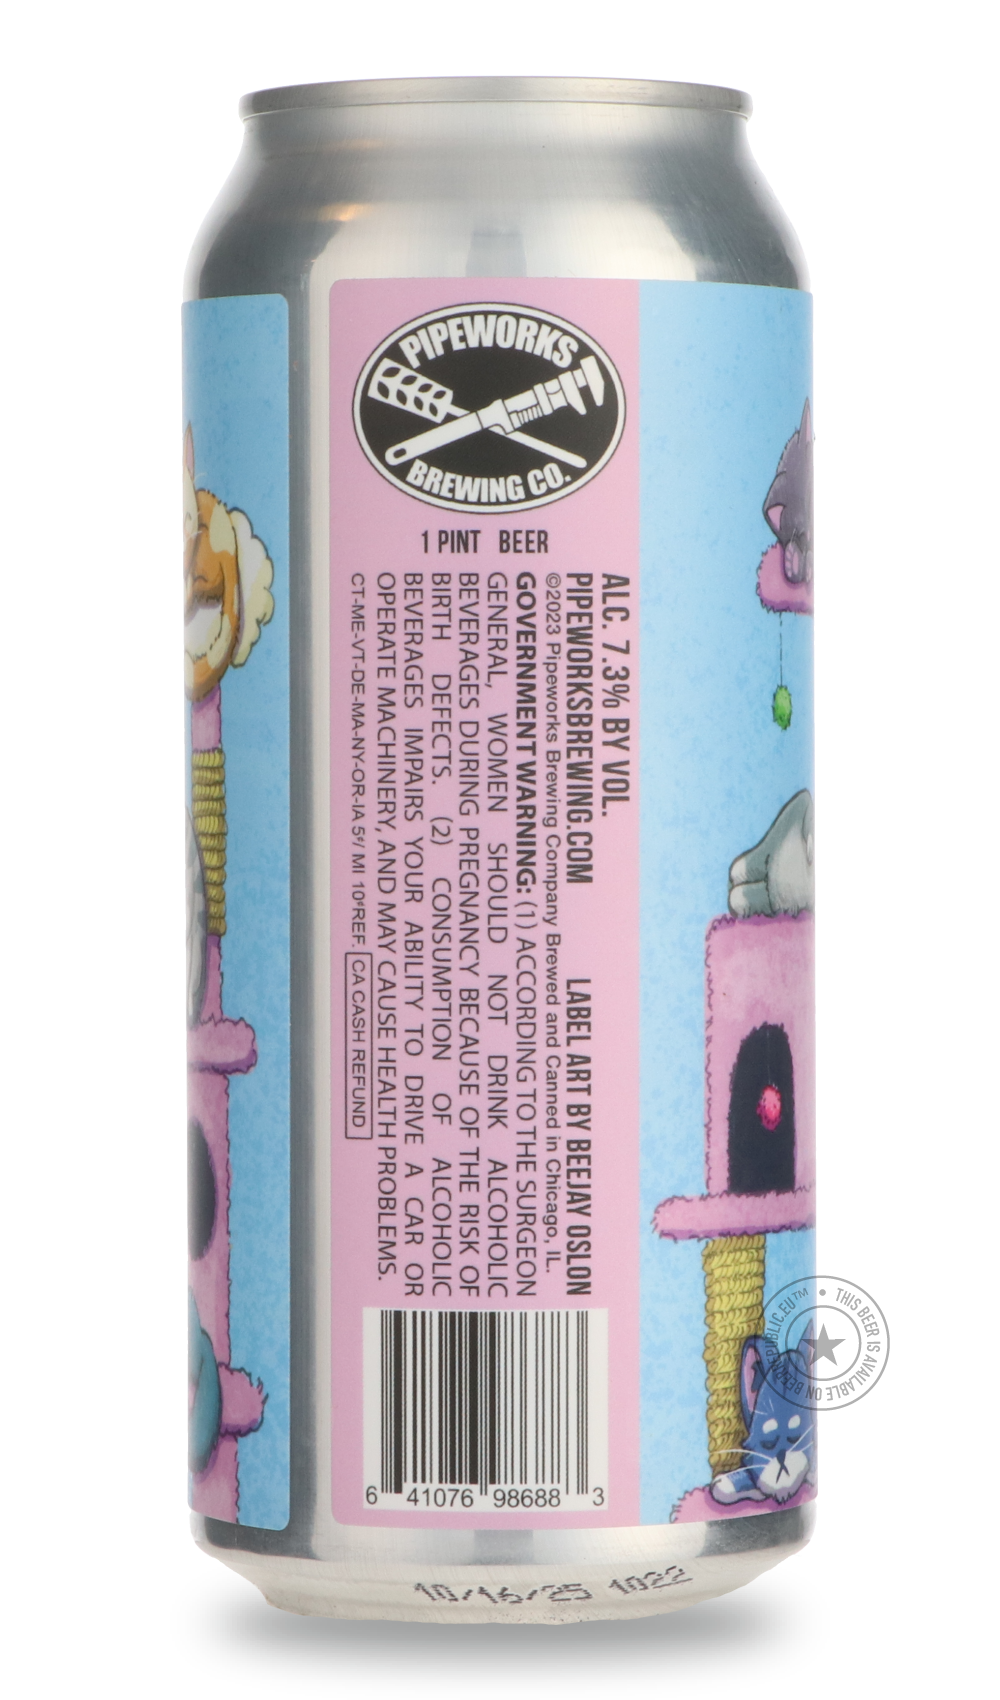 PIPEWORKS
BREWING CO.
1 PINT BEER
ALC. 7.3% BY VOL.
PIPEWORKSBREWING.COM LABEL ART BY BEEJAY OSLON
©2023 Pipeworks Brewing Company Brewed and Canned in Chicago, IL.
GOVERNMENT WARNING: (1) ACCORDING TO THE SURGEON
GENERAL, WOMEN SHOULD NOT DRINK ALCOHOLIC
BEVERAGES DURING PREGNANCY BECAUSE OF THE RISK OF
BIRTH DEFECTS. (2) CONSUMPTION OF ALCOHOLIC
BEVERAGES IMPAIRS YOUR ABILITY TO DRIVE A CAR OR
OPERATE MACHINERY, AND MAY CAUSE HEALTH PROBLEMS.
CT-ME-VT-DE-MA-NY-OR-IA 5¢/ MI 10¢REF. CA CASH REFUND
6 41076 98688 3
THIS BEER IS AVAILABLE ON BEERREPUBLIC.EU™ •